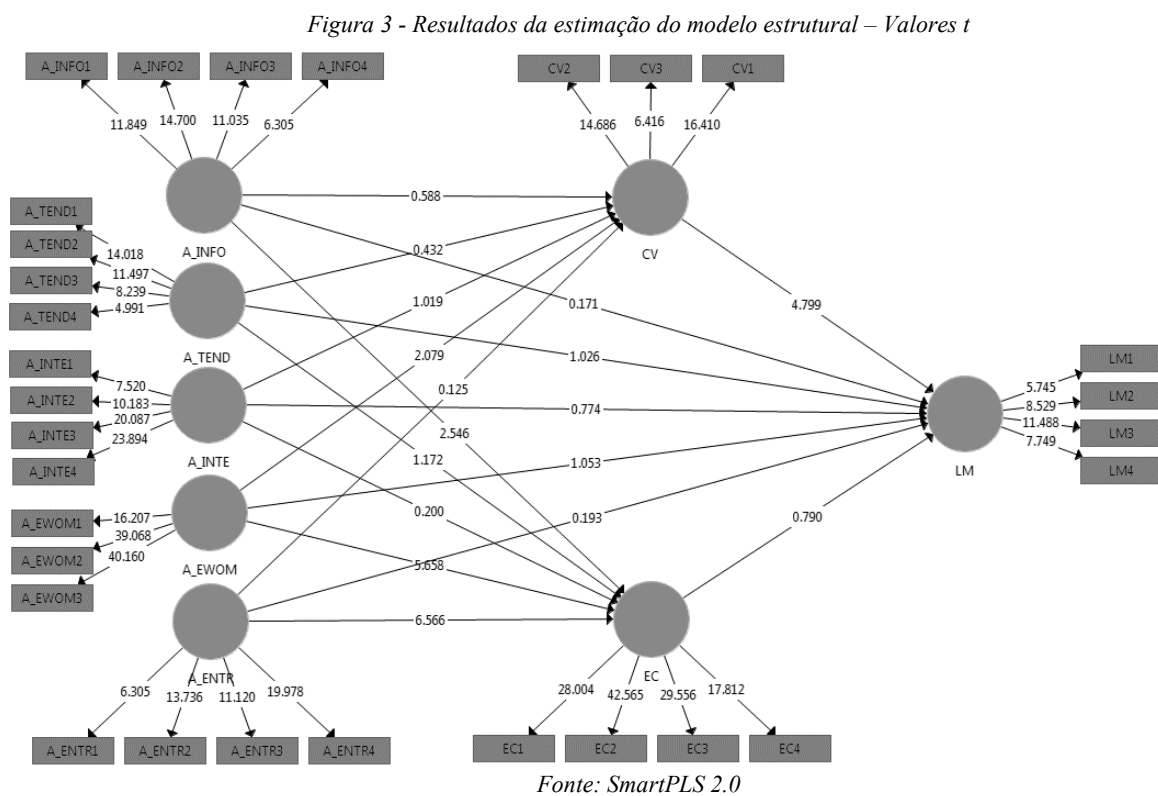 Figura 3 - Resultados da estimação do modelo estrutural – Valores t
A_INFO1 A_INFO2 A_INFO3 A_INFO4
CV2 CV3 CV1
11.849 14.700 11.035 6.305
14.686 6.416 16.410
A_INFO
CV
A_TEND1
A_TEND2
A_TEND3
A_TEND4
14.018
11.497
8.239
4.991
A_TEND
0.588
0.432
1.019
2.079
0.125
0.171
1.026
0.774
1.053
0.193
4.799
0.790
A_INTE1
A_INTE2
A_INTE3
A_INTE4
7.520
10.183
20.087
23.894
A_INTE
2.546
1.172
0.200
5.658
6.566
LM
5.745
8.529
11.488
7.749
LM1
LM2
LM3
LM4
A_EWOM1
A_EWOM2
A_EWOM3
16.207
39.068
40.160
A_EWOM
A_ENTR
6.305 13.736 11.120 19.978
A_ENTR1 A_ENTR2 A_ENTR3 A_ENTR4
EC
28.004 42.565 29.556 17.812
EC1 EC2 EC3 EC4
Fonte: SmartPLS 2.0